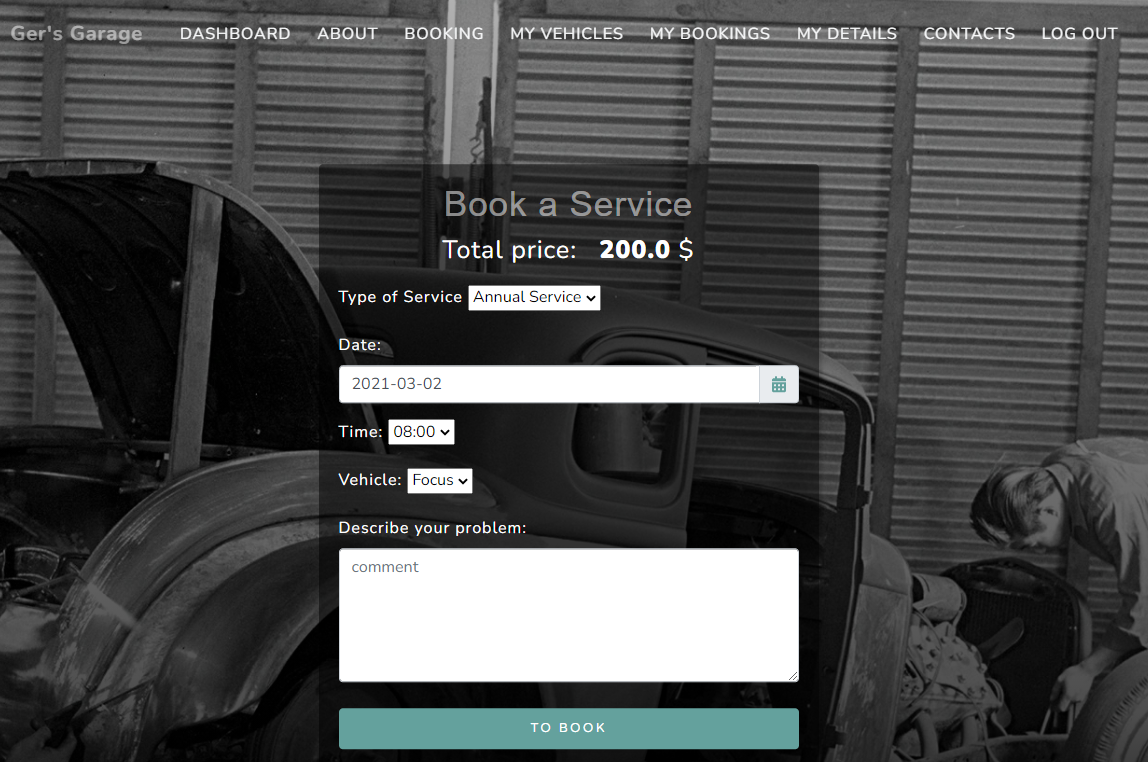 Ger's Garage DASHBOARD ABOUT BOOKING MY VEHICLES MY BOOKINGS MY DETAILS CONTACTS LOG OUT
Book a Service
Total price: 200.0 $
Type of Service Annual Service
Date:
2021-03-02
Time: 08:00
Vehicle: Focus
Describe your problem:
comment
TO BOOK